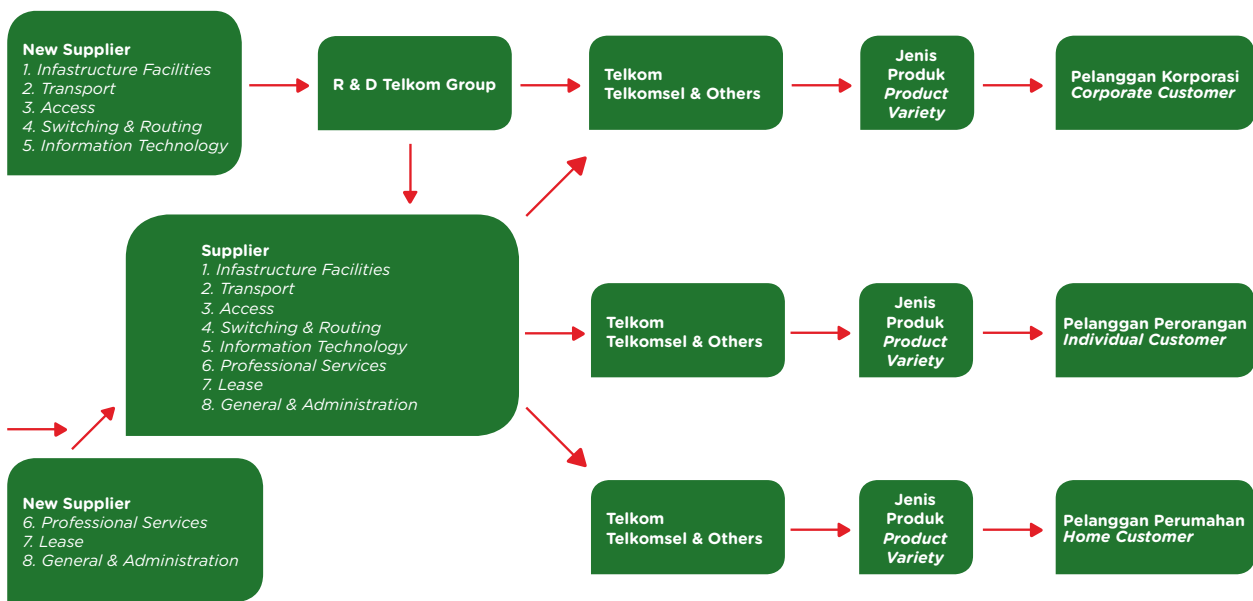 New Supplier
1. Infastructure Facilities
2. Transport
3. Access
4. Switching & Routing
5. Information Technology
R & D Telkom Group
Telkom
Telkomsel & Others
Jenis
Produk
Product
Variety
Pelanggan Korporasi
Corporate Customer
Supplier
1. Infastructure Facilities
2. Transport
3. Access
4. Switching & Routing
5. Information Technology
6. Professional Services
7. Lease
8. General & Administration
Telkom
Telkomsel & Others
Jenis
Produk
Product
Variety
Pelanggan Perorangan
Individual Customer
New Supplier
6. Professional Services
7. Lease
8. General & Administration
Telkom
Telkomsel & Others
Jenis
Produk
Product
Variety
Pelanggan Perumahan
Home Customer